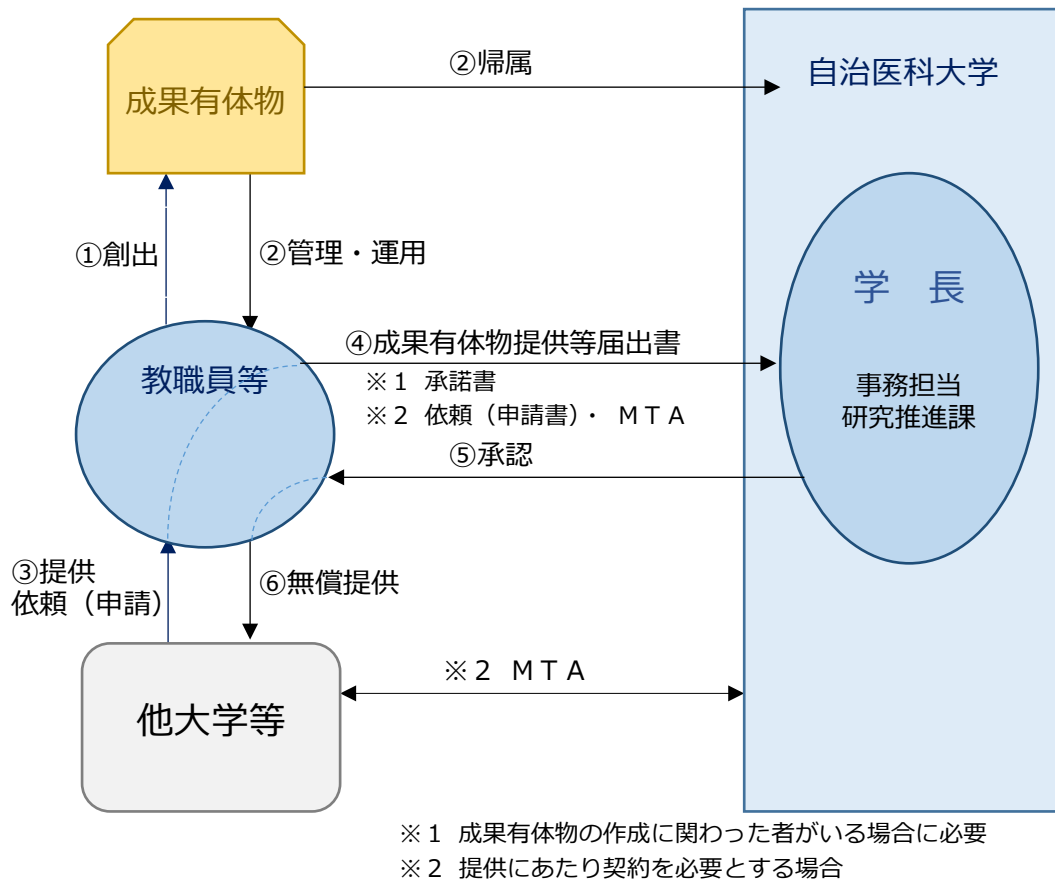 ②帰属
自治医科大学
成果有体物
①創出
②管理・運用
学　長
④成果有体物提供等届出書
教職員等
※１ 承諾書
事務担当
※２ 依頼（申請書）・ ＭＴＡ
研究推進課
⑤承認
③提供
依頼（申請）
⑥無償提供
※２ ＭＴＡ
他大学等
※１ 成果有体物の作成に関わった者がいる場合に必要
※２ 提供にあたり契約を必要とする場合